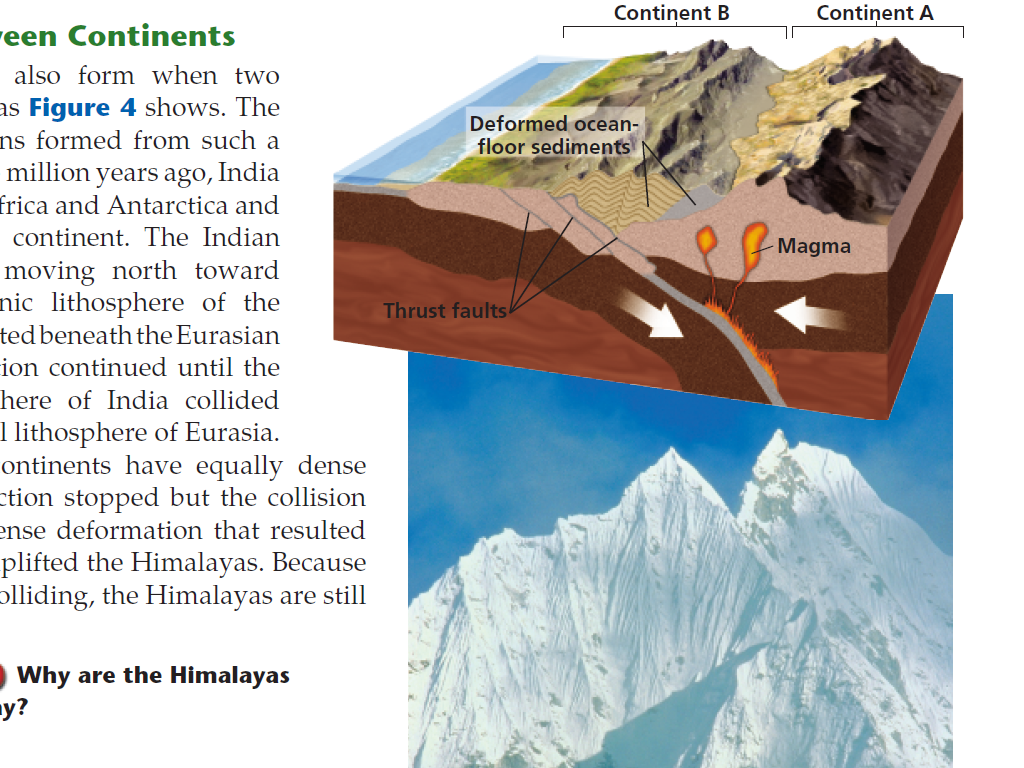 Continent B
Continent A
veen Continents
also form when two
as Figure 4 shows. The
ns formed from such a
million years ago, India
frica and Antarctica and
continent. The Indian
moving north toward
nic lithosphere of the
ted beneath the Eurasian
tion continued until the
here of India collided
l lithosphere of Eurasia.
ontinents have equally dense
ction stopped but the collision
ense deformation that resulted
plifted the Himalayas. Because
olliding, the Himalayas are still
Why are the Himalayas
ay?
Deformed ocean-
floor sediments
Magma
Thrust faults